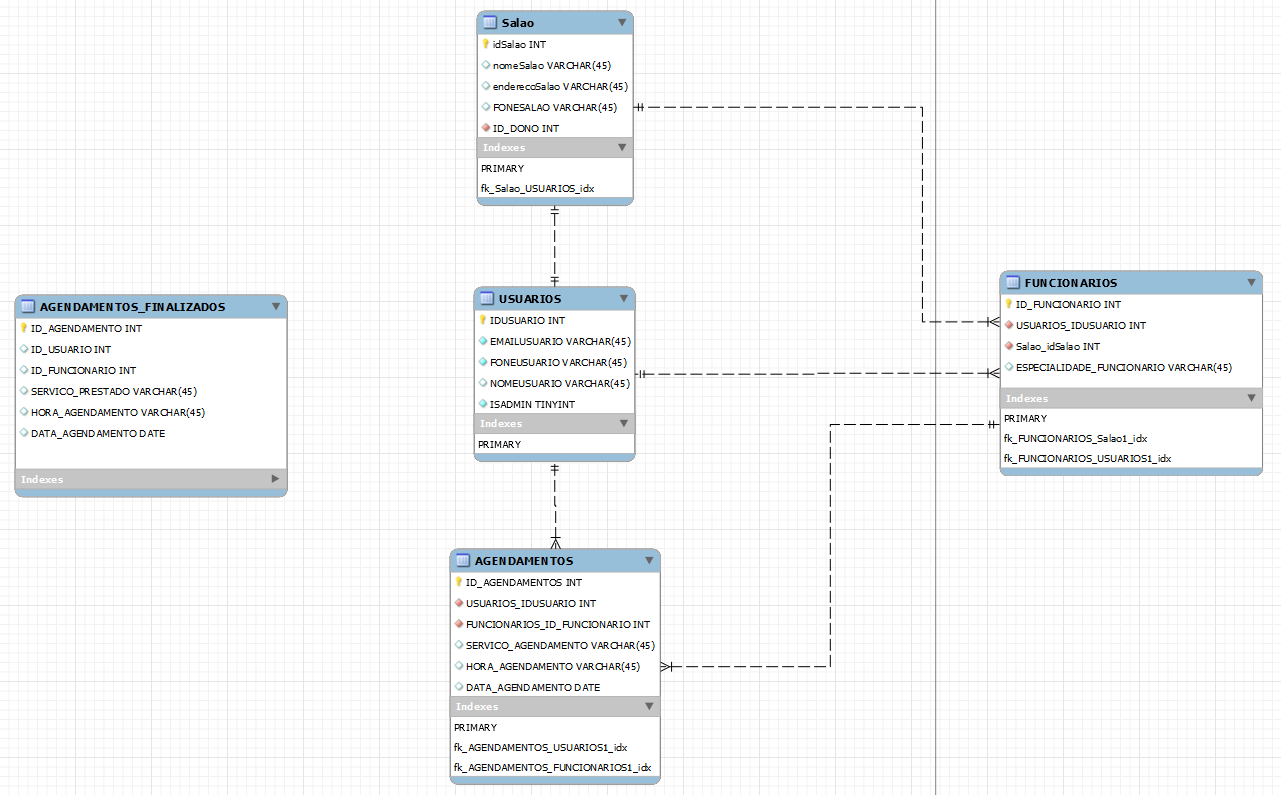 Salao
idSalao INT
nomeSalao VARCHAR(45)
enderecoSalao VARCHAR(45)
FONESALAO VARCHAR(45)
ID_DONO INT
Indexes
PRIMARY
fk_Salao_USUARIOS_idx
AGENDAMENTOS_FINALIZADOS
ID_AGENDAMENTO INT
ID_USUARIO INT
ID_FUNCIONARIO INT
SERVICO_PRESTADO VARCHAR(45)
HORA_AGENDAMENTO VARCHAR(45)
DATA_AGENDAMENTO DATE
Indexes
USUARIOS
IDUSUARIO INT
EMAILUSUARIO VARCHAR(45)
FONEUSUARIO VARCHAR(45)
NOMEUSUARIO VARCHAR(45)
ISADMIN TINYINT
Indexes
PRIMARY
FUNCIONARIOS
ID_FUNCIONARIO INT
USUARIOS_IDUSUARIO INT
Salao_idSalao INT
ESPECIALIDADE_FUNCIONARIO VARCHAR(45)
Indexes
PRIMARY
fk_FUNCIONARIOS_Salao1_idx
fk_FUNCIONARIOS_USUARIOS1_idx
AGENDAMENTOS
ID_AGENDAMENTOS INT
USUARIOS_IDUSUARIO INT
FUNCIONARIOS_ID_FUNCIONARIO INT
SERVICO_AGENDAMENTO VARCHAR(45)
HORA_AGENDAMENTO VARCHAR(45)
DATA_AGENDAMENTO DATE
Indexes
PRIMARY
fk_AGENDAMENTOS_USUARIOS1_idx
fk_AGENDAMENTOS_FUNCIONARIOS1_idx